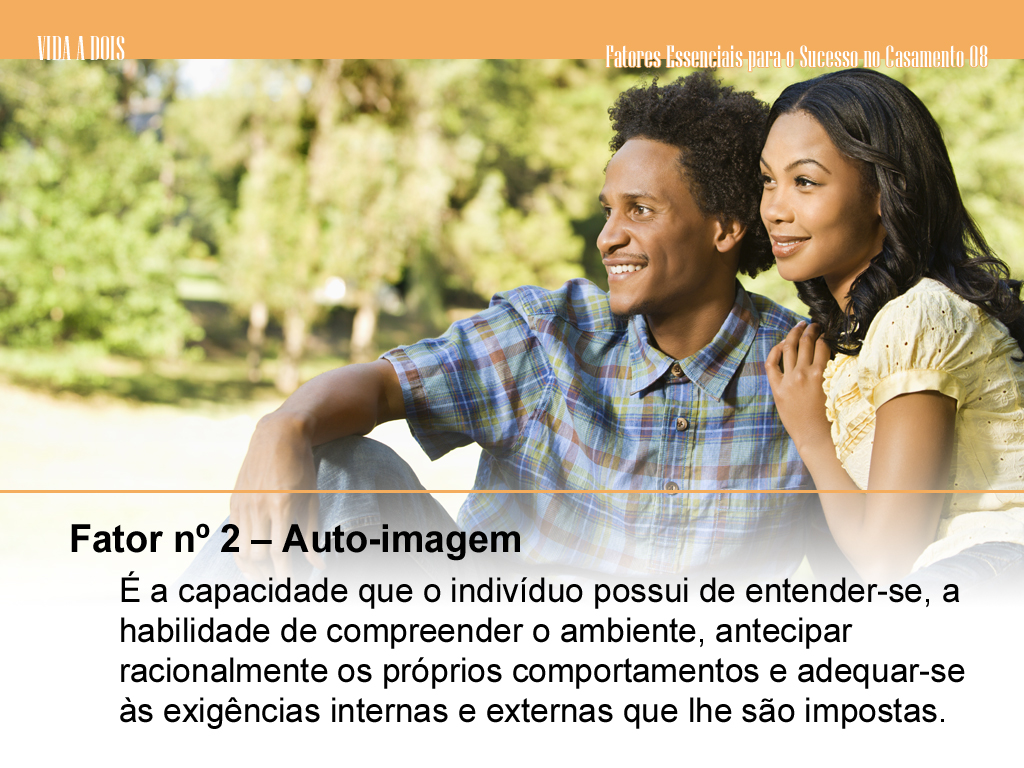 VIDA A DOIS
Fatores Essenciais para o Sucesso no Casamento 08
Fator nº 2 – Auto-imagem
É a capacidade que o indivíduo possui de entender-se, a
habilidade de compreender o ambiente, antecipar
racionalmente os próprios comportamentos e adequar-se
às exigências internas e externas que lhe são impostas.